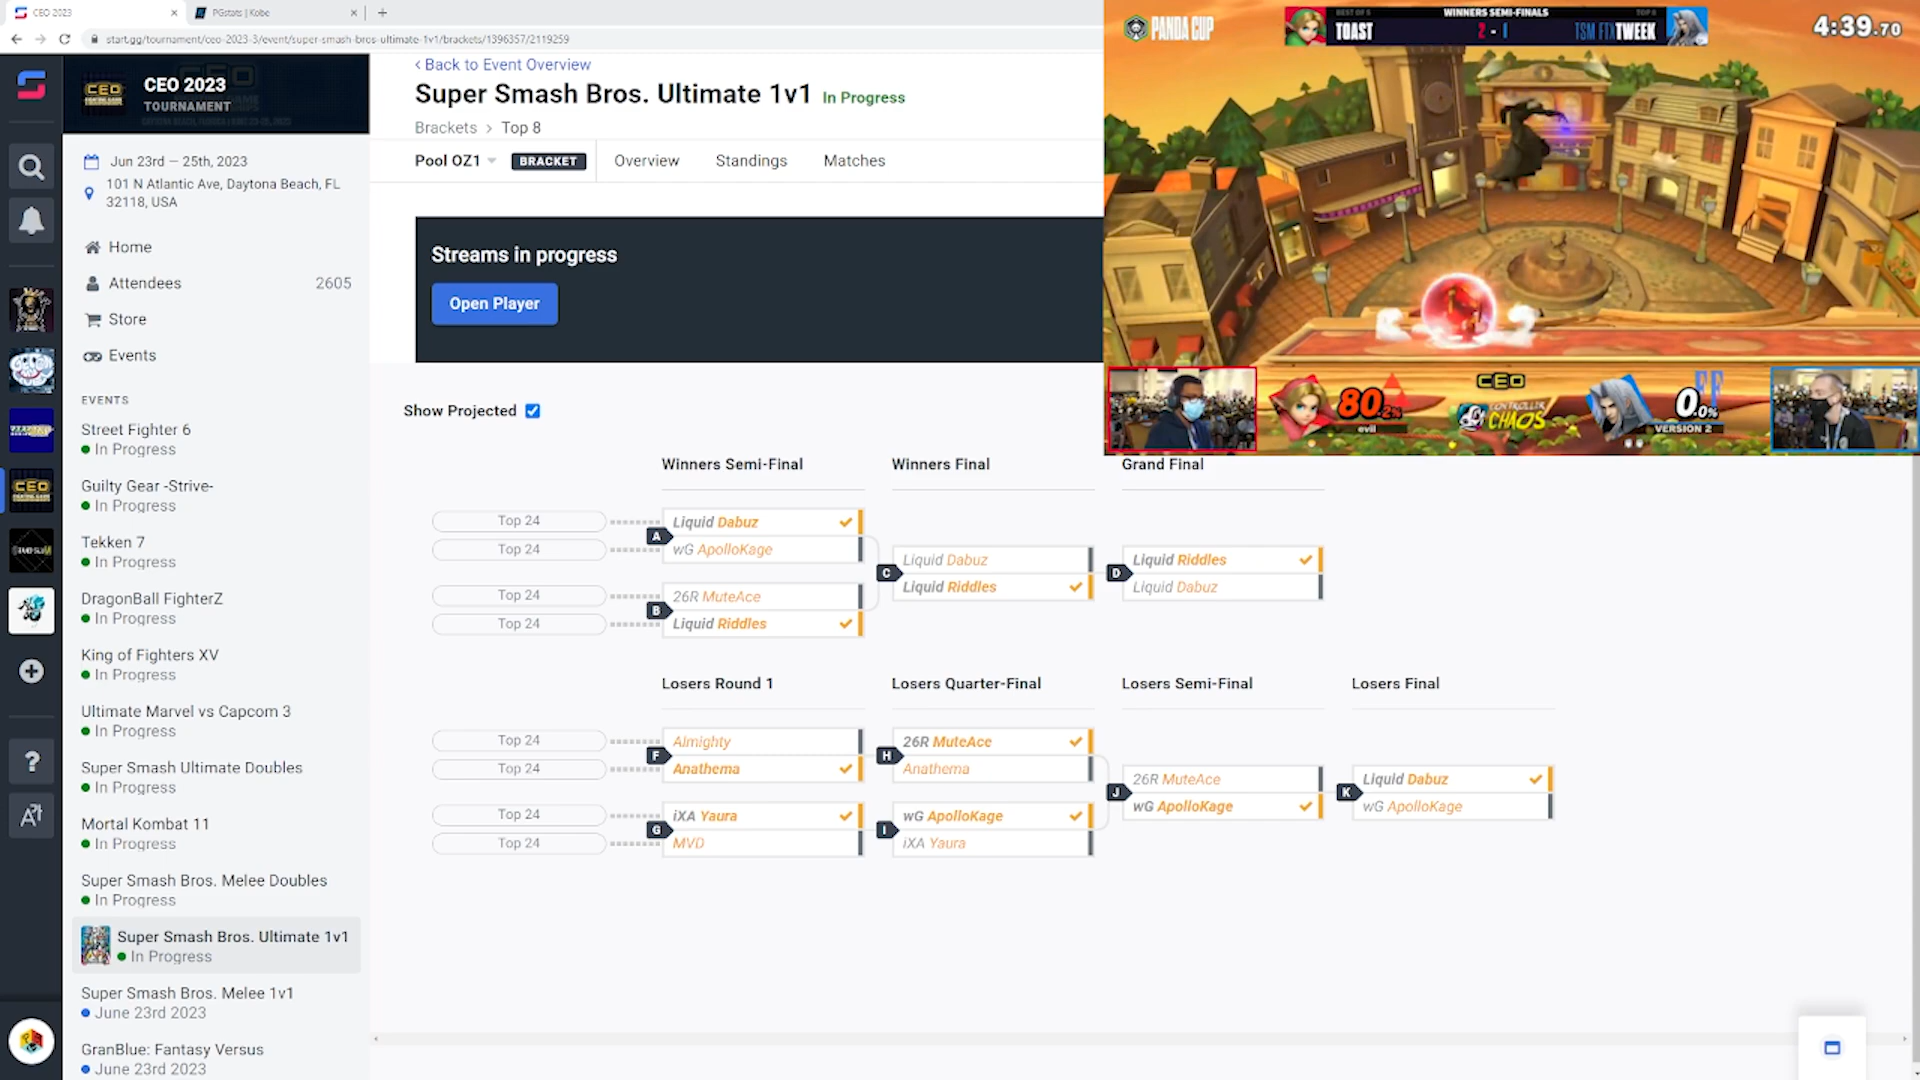 CEO 2023
PGstats | Kobe
start.gg/tournament/ceo-2023-3/event/super-smash-bros-ultimate-1v1/brackets/1396357/2119259
CEO
CEO 2023
TOURNAMENT
Jun 23rd — 25th, 2023
101 N Atlantic Ave, Daytona Beach, FL
32118, USA
Home
Attendees 2605
Store
Events
EVENTS
Street Fighter 6
In Progress
Guilty Gear -Strive-
In Progress
Tekken 7
In Progress
DragonBall FighterZ
In Progress
King of Fighters XV
In Progress
Ultimate Marvel vs Capcom 3
In Progress
Super Smash Ultimate Doubles
In Progress
Mortal Kombat 11
In Progress
Super Smash Bros. Melee Doubles
In Progress
Super Smash Bros. Ultimate 1v1
In Progress
Super Smash Bros. Melee 1v1
June 23rd 2023
GranBlue: Fantasy Versus
June 23rd 2023
‹ Back to Event Overview
Super Smash Bros. Ultimate 1v1 In Progress
Brackets > Top 8
Pool OZ1 BRACKET Overview Standings Matches
Streams in progress
Open Player
Show Projected
Winners Semi-Final Winners Final Grand Final
Top 24
Top 24
A
Liquid Dabuz
wG ApolloKage
Top 24
Top 24
B
26R MuteAce
Liquid Riddles
C
Liquid Dabuz
Liquid Riddles
D
Liquid Riddles
Liquid Dabuz
Losers Round 1 Losers Quarter-Final Losers Semi-Final Losers Final
Top 24
Top 24
F
Almighty
Anathema
Top 24
Top 24
G
iXA Yaura
MVD
H
26R MuteAce
Anathema
I
wG ApolloKage
iXA Yaura
J
26R MuteAce
wG ApolloKage
K
Liquid Dabuz
wG ApolloKage
PANDA CUP
BEST OF 5 WINNERS SEMI-FINALS TOP 8
TOAST 2 - 1 TSM FTX TWEEK
4:39.70
80.2%
evil
CEO
CONTROLLER
CHAOS
0.0%
VERSION 2